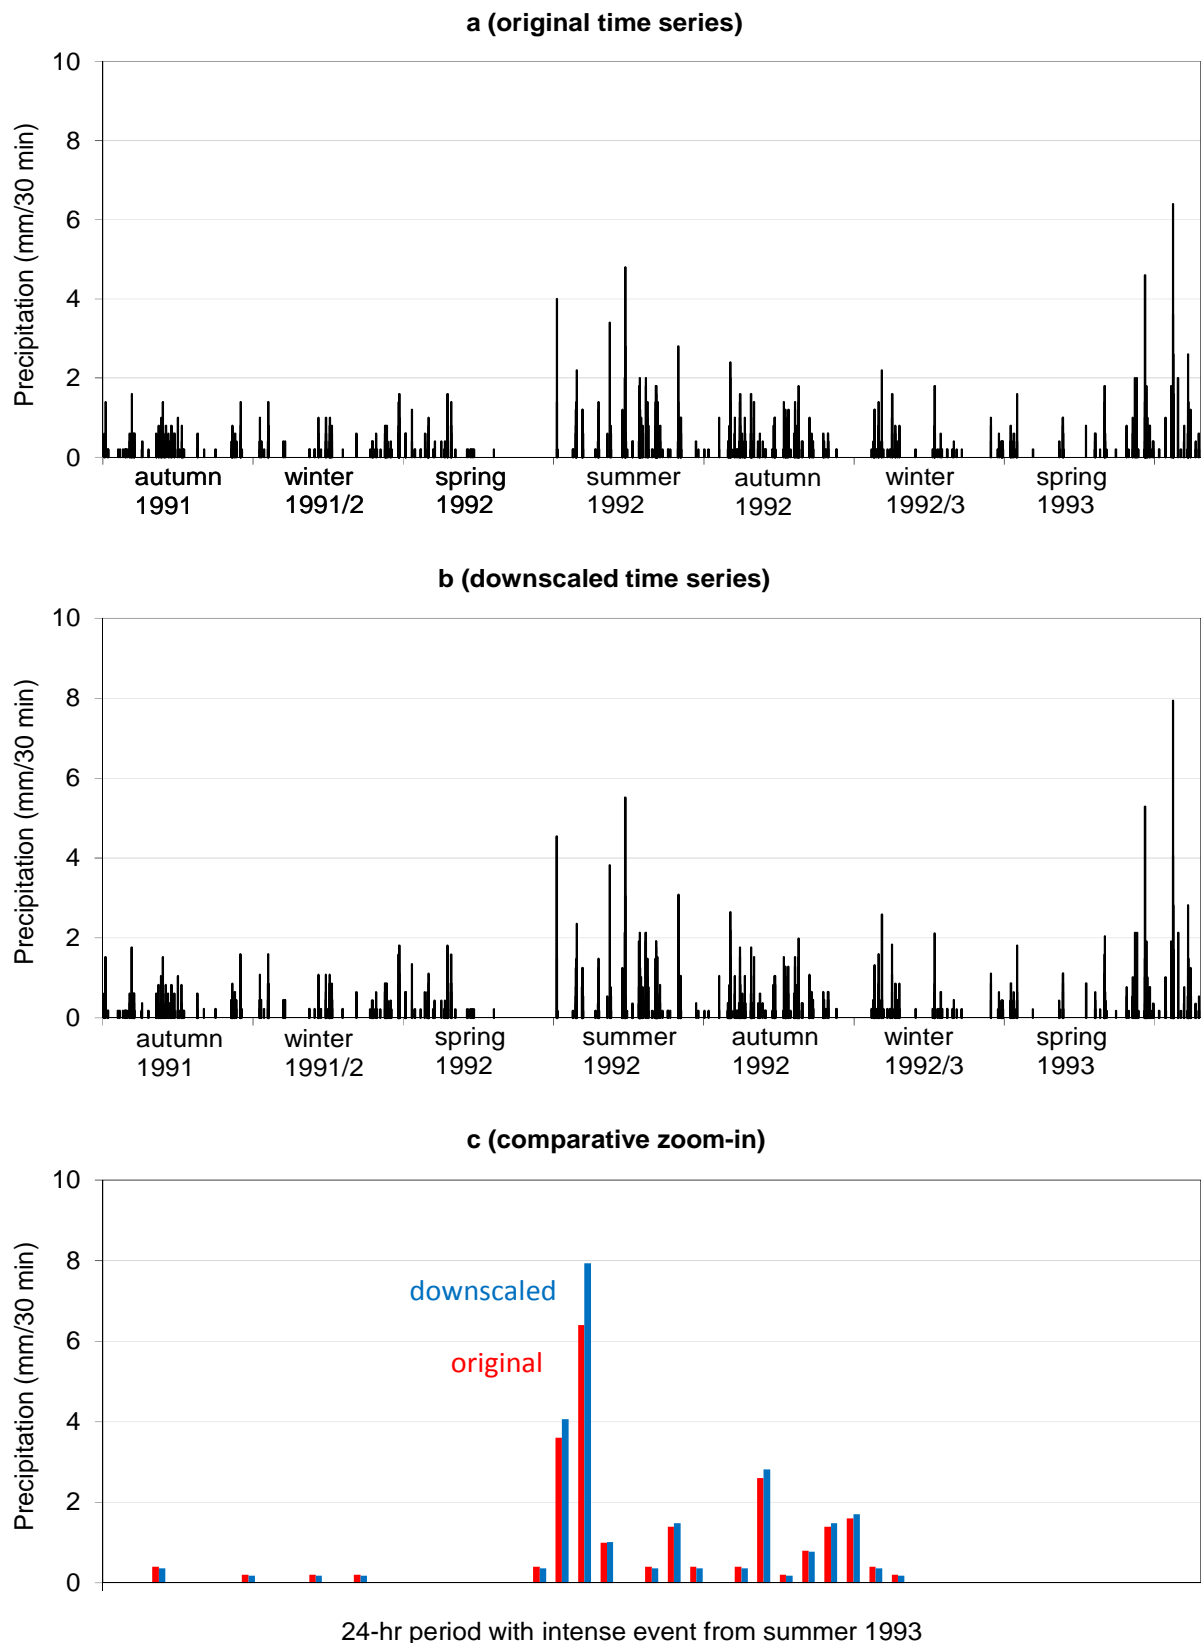 a (original time series)
10
8
6
4
2
0
Precipitation (mm/30 min)
autumn 1991
winter 1991/2
spring 1992
summer 1992
autumn 1992
winter 1992/3
spring 1993
b (downscaled time series)
10
8
6
4
2
0
Precipitation (mm/30 min)
autumn 1991
winter 1991/2
spring 1992
summer 1992
autumn 1992
winter 1992/3
spring 1993
c (comparative zoom-in)
10
8
6
4
2
0
Precipitation (mm/30 min)
downscaled
original
24-hr period with intense event from summer 1993